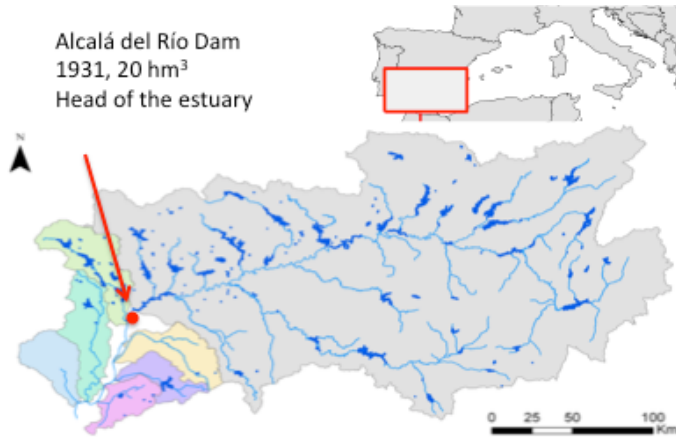 Alcalá del Río Dam
1931, 20 hm³
Head of the estuary
N
0 25 50 100
Km